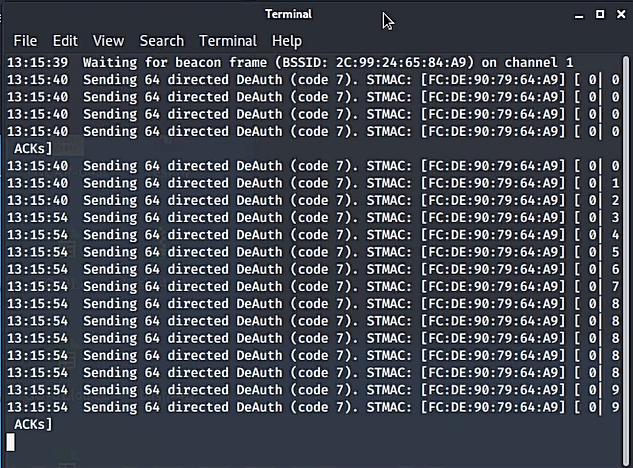 Terminal
File Edit View Search Terminal Help
13:15:39 Waiting for beacon frame (BSSID: 2C:99:24:65:84:A9) on channel 1
13:15:40 Sending 64 directed DeAuth (code 7). STMAC: [FC:DE:90:79:64:A9] [ 0| 0
13:15:40 Sending 64 directed DeAuth (code 7). STMAC: [FC:DE:90:79:64:A9] [ 0| 0
13:15:40 Sending 64 directed DeAuth (code 7). STMAC: [FC:DE:90:79:64:A9] [ 0| 0
13:15:40 Sending 64 directed DeAuth (code 7). STMAC: [FC:DE:90:79:64:A9] [ 0| 0
ACKs]
13:15:40 Sending 64 directed DeAuth (code 7). STMAC: [FC:DE:90:79:64:A9] [ 0| 0
13:15:40 Sending 64 directed DeAuth (code 7). STMAC: [FC:DE:90:79:64:A9] [ 0| 1
13:15:40 Sending 64 directed DeAuth (code 7). STMAC: [FC:DE:90:79:64:A9] [ 0| 2
13:15:54 Sending 64 directed DeAuth (code 7). STMAC: [FC:DE:90:79:64:A9] [ 0| 3
13:15:54 Sending 64 directed DeAuth (code 7). STMAC: [FC:DE:90:79:64:A9] [ 0| 4
13:15:54 Sending 64 directed DeAuth (code 7). STMAC: [FC:DE:90:79:64:A9] [ 0| 5
13:15:54 Sending 64 directed DeAuth (code 7). STMAC: [FC:DE:90:79:64:A9] [ 0| 6
13:15:54 Sending 64 directed DeAuth (code 7). STMAC: [FC:DE:90:79:64:A9] [ 0| 7
13:15:54 Sending 64 directed DeAuth (code 7). STMAC: [FC:DE:90:79:64:A9] [ 0| 8
13:15:54 Sending 64 directed DeAuth (code 7). STMAC: [FC:DE:90:79:64:A9] [ 0|
13:15:54 Sending 64 directed DeAuth (code 7). STMAC: [FC:DE:90:79:64:A9] [ 0| 8
13:15:54 Sending 64 directed DeAuth (code 7). STMAC: [FC:DE:90:79:64:A9] [ 0| 8
13:15:54 Sending 64 directed DeAuth (code 7). STMAC: [FC:DE:90:79:64:A9] [ 0| 8
13:15:54 Sending 64 directed DeAuth (code 7). STMAC: [FC:DE:90:79:64:A9] [ 0| 9
13:15:54 Sending 64 directed DeAuth (code 7). STMAC: [FC:DE:90:79:64:A9] [ 0| 9
ACKs]